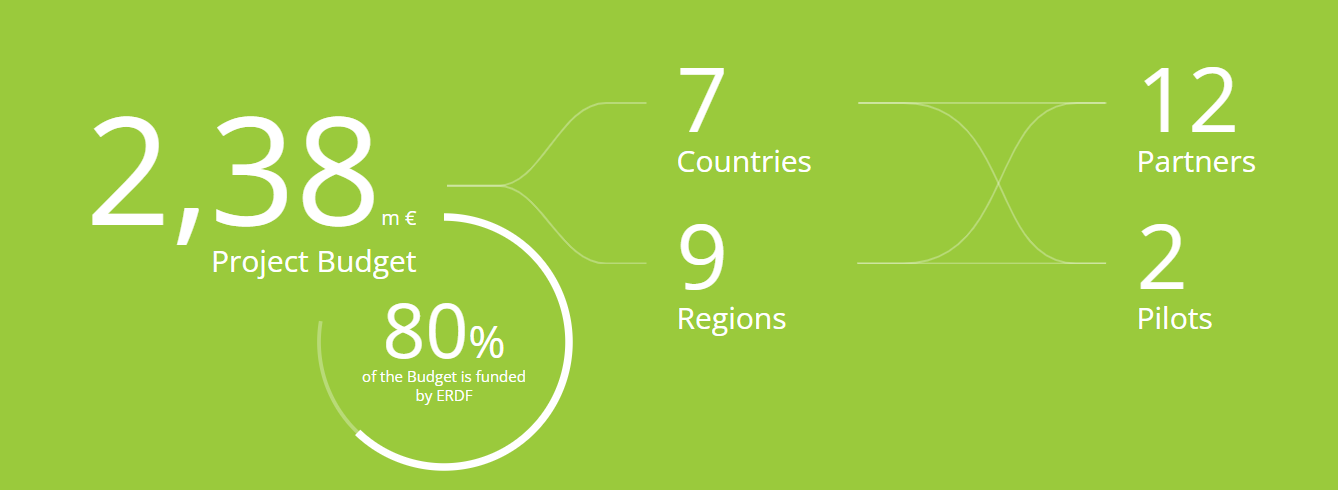 2,38 m €
Project Budget
80%
of the Budget is funded
by ERDF
7
Countries
9
Regions
12
Partners
2
Pilots